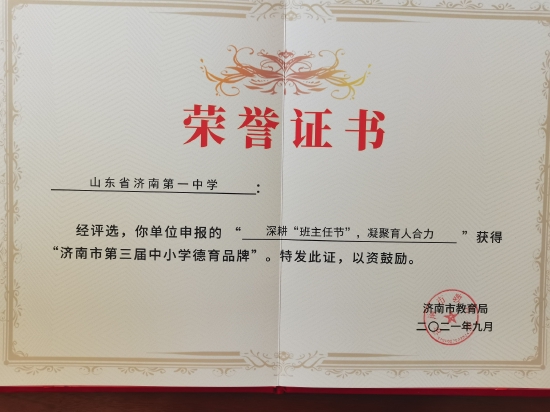 荣誉证书
山东省济南第一中学：
经评选，你单位申报的“深耕“班主任节”，凝聚育人合力”获得
“济南市第三届中小学德育品牌”。特发此证，以资鼓励。
济南市教育局
二〇二一年九月